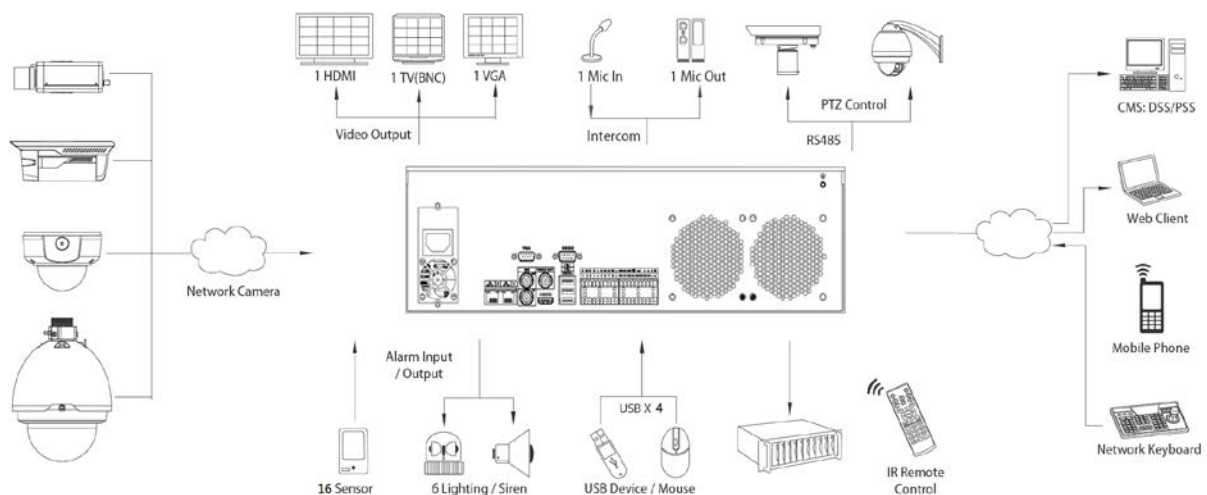 1 HDMI
1 TV(BNC)
1 VGA
1 Mic In
1 Mic Out
Video Output
Intercom
PTZ Control
RS485
CMS: DSS/PSS
Web Client
Network Camera
Mobile Phone
Alarm Input
/ Output
USB X 4
16 Sensor
6 Lighting / Siren
USB Device / Mouse
IR Remote
Control
Network Keyboard
VGA